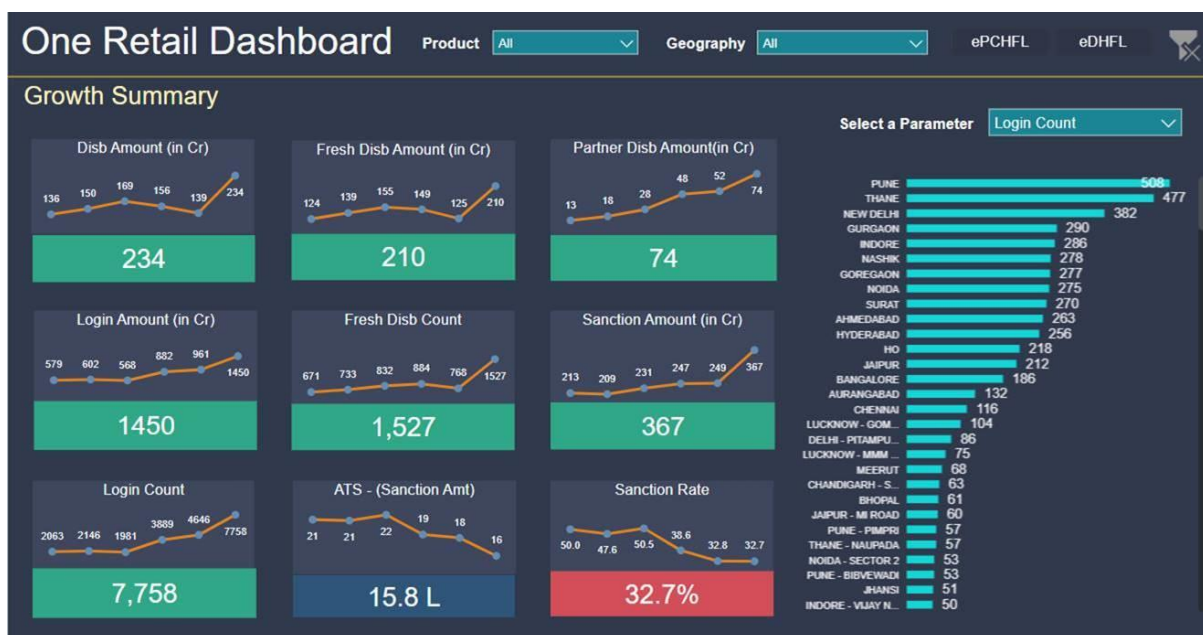 One Retail Dashboard Product All Geography All ePCHFL eDHFL
Growth Summary
Select a Parameter Login Count
Disb Amount (in Cr)
136 150 169 156 139 234
234
Fresh Disb Amount (in Cr)
124 139 155 149 125 210
210
Partner Disb Amount(in Cr)
13 18 28 48 52 74
74
Login Amount (in Cr)
579 602 568 882 961 1450
1450
Fresh Disb Count
671 733 832 884 768 1527
1,527
Sanction Amount (in Cr)
213 209 231 247 249 367
367
Login Count
2063 2146 1981 3889 4646 7758
7,758
ATS - (Sanction Amt)
21 21 22 19 18 16
15.8 L
Sanction Rate
50.0 47.6 50.5 38.6 32.8 32.7
32.7%
PUNE 508
THANE 477
NEW DELHI 382
GURGAON 290
INDORE 286
NASHIK 278
GOREGAON 277
NOIDA 275
SURAT 270
AHMEDABAD 263
HYDERABAD 256
HO 218
JAIPUR 212
BANGALORE 186
AURANGABAD 132
CHENNAI 116
LUCKNOW - GOM... 104
DELHI - PITAMPU... 86
LUCKNOW - MMM ... 75
MEERUT 68
CHANDIGARH - S... 63
BHOPAL 61
JAIPUR - MI ROAD 60
PUNE - PIMPRI 57
THANE - NAUPADA 57
NOIDA - SECTOR 2 53
PUNE - BIBVEWADI 53
JHANSI 51
INDORE - VIJAY N... 50